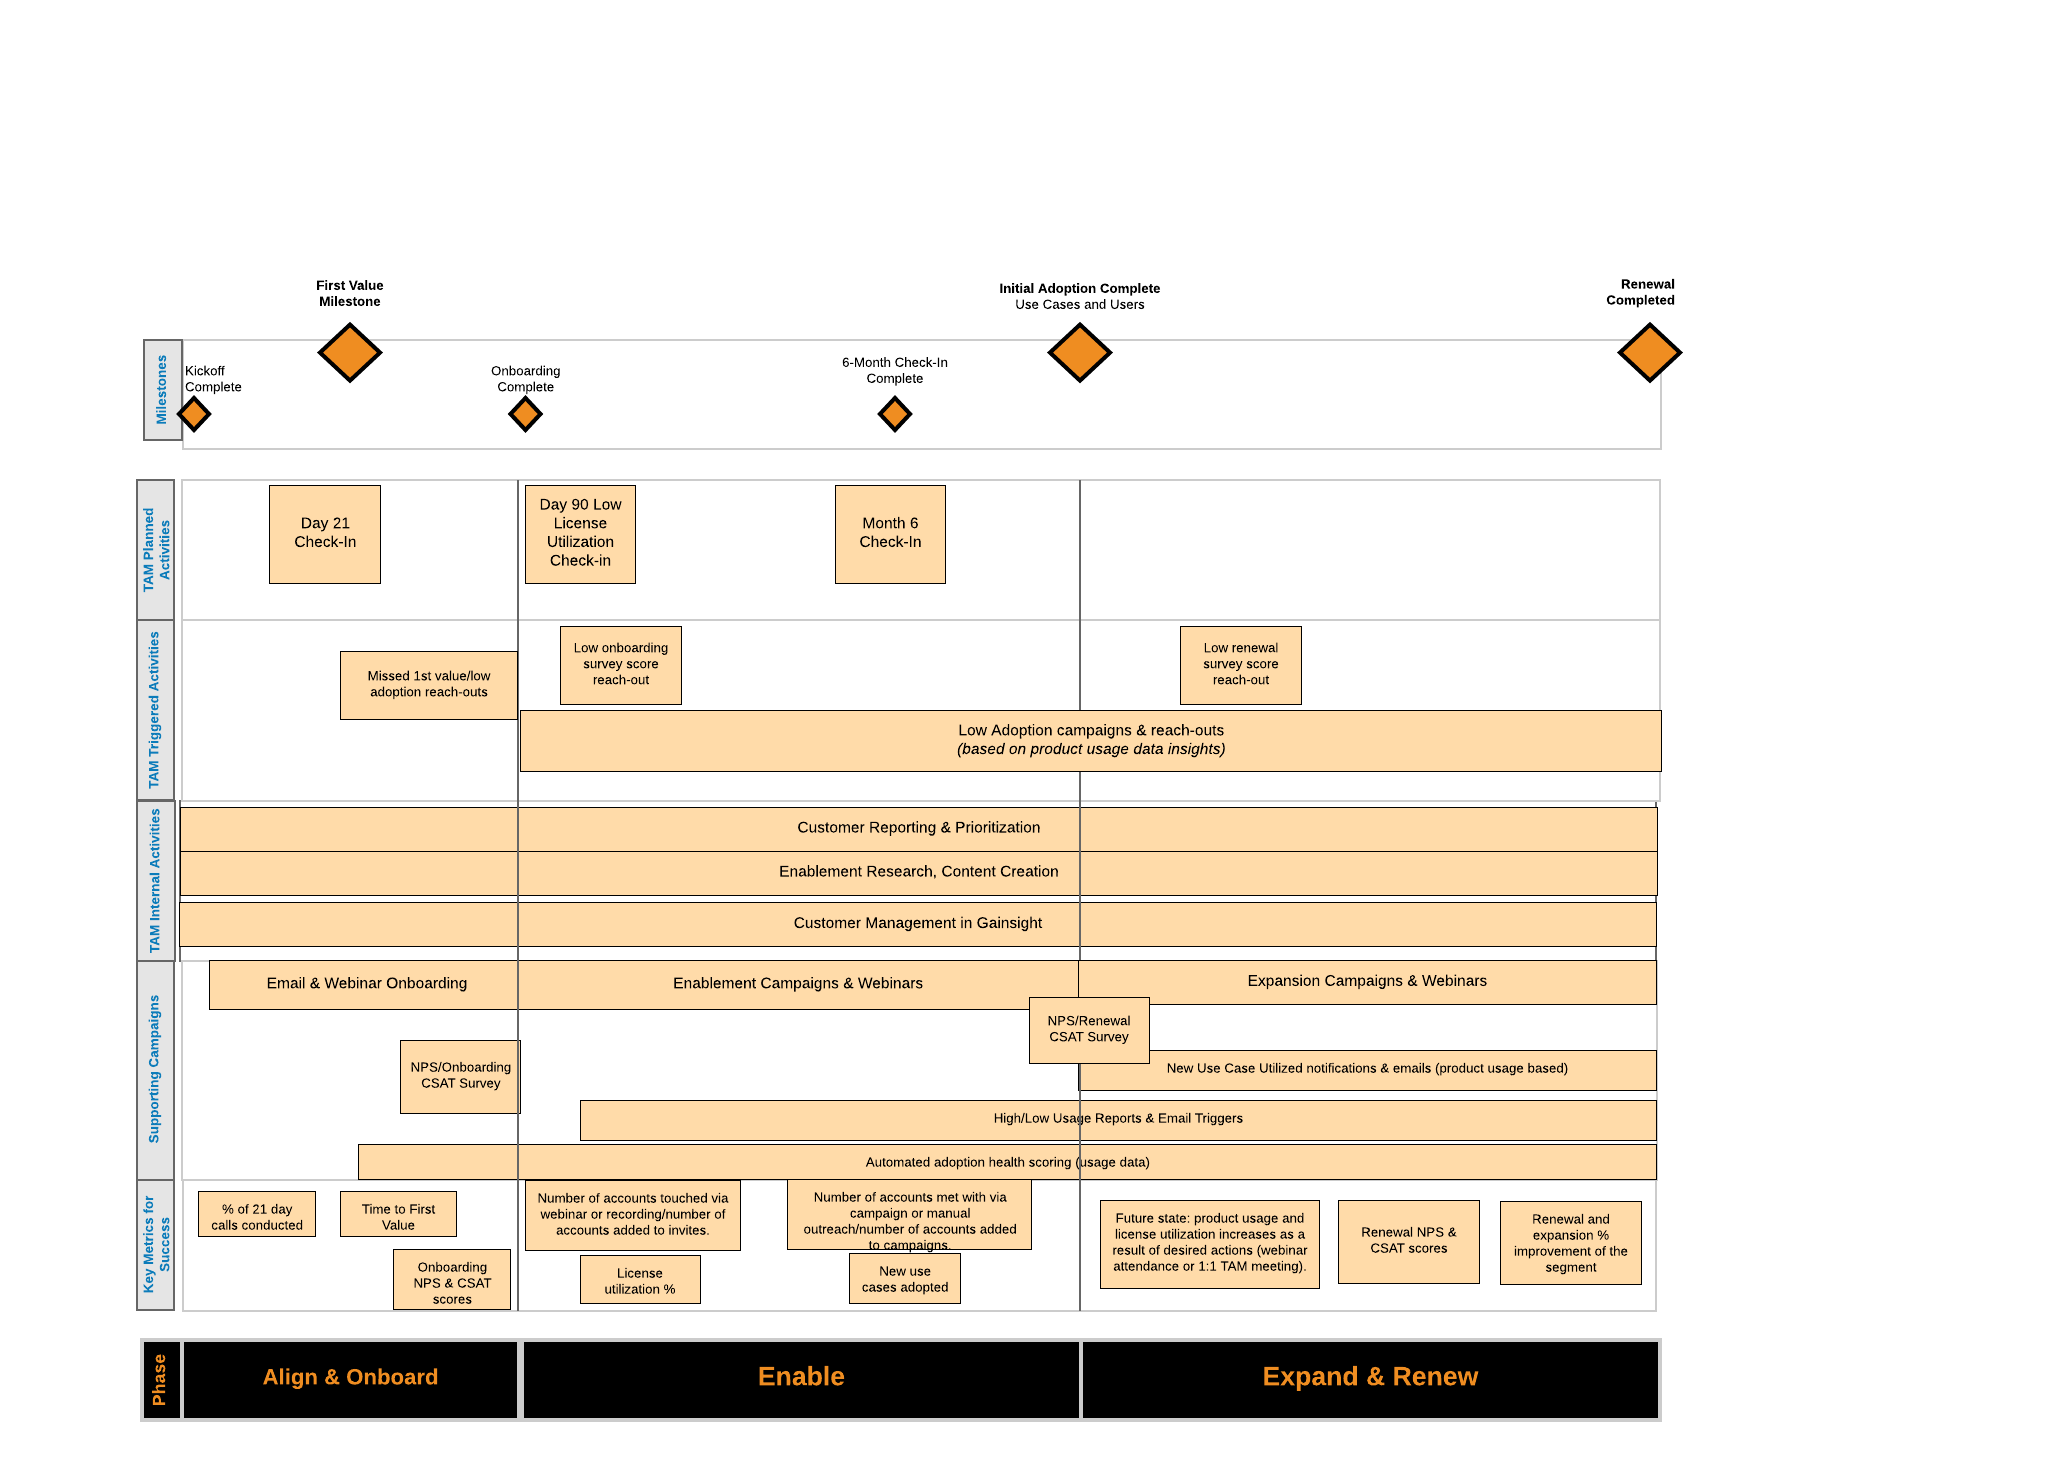 First Value
Milestone
Initial Adoption Complete
Use Cases and Users
Renewal
Completed
Milestones
Kickoff
Complete
Onboarding
Complete
6-Month Check-In
Complete
TAM Planned
Activities
Day 21
Check-In
Day 90 Low
License
Utilization
Check-in
Month 6
Check-In
TAM Triggered Activities
Missed 1st value/low
adoption reach-outs
Low onboarding
survey score
reach-out
Low renewal
survey score
reach-out
Low Adoption campaigns & reach-outs
(based on product usage data insights)
TAM Internal Activities
Customer Reporting & Prioritization
Enablement Research, Content Creation
Customer Management in Gainsight
Supporting Campaigns
Email & Webinar Onboarding
Enablement Campaigns & Webinars
Expansion Campaigns & Webinars
NPS/Renewal
CSAT Survey
NPS/Onboarding
CSAT Survey
New Use Case Utilized notifications & emails (product usage based)
High/Low Usage Reports & Email Triggers
Automated adoption health scoring (usage data)
Key Metrics for
Success
% of 21 day
calls conducted
Time to First
Value
Onboarding
NPS & CSAT
scores
Number of accounts touched via
webinar or recording/number of
accounts added to invites.
License
utilization %
Number of accounts met with via
campaign or manual
outreach/number of accounts added
to campaigns.
New use
cases adopted
Future state: product usage and
license utilization increases as a
result of desired actions (webinar
attendance or 1:1 TAM meeting).
Renewal NPS &
CSAT scores
Renewal and
expansion %
improvement of the
segment
Phase
Align & Onboard
Enable
Expand & Renew